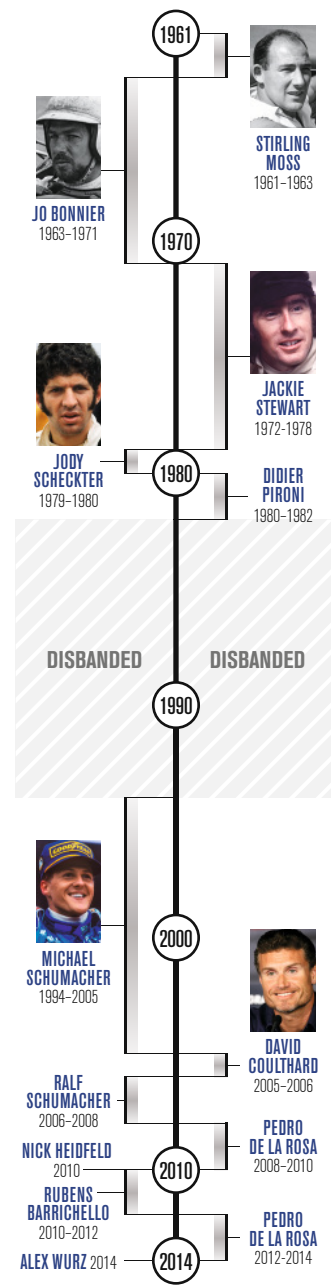 1961
STIRLING
MOSS
1961–1963
JO BONNIER
1963–1971
1970
JACKIE
STEWART
1972-1978
JODY
SCHECKTER
1979–1980
1980
DIDIER
PIRONI
1980–1982
DISBANDED
DISBANDED
1990
GOODYEAR
MICHAEL
SCHUMACHER
1994–2005
2000
DAVID
COULTHARD
2005–2006
RALF
SCHUMACHER
2006–2008
PEDRO
DE LA ROSA
2008–2010
NICK HEIDFELD
2010
2010
RUBENS
BARRICHELLO
2010–2012
PEDRO
DE LA ROSA
2012-2014
ALEX WURZ 2014
2014